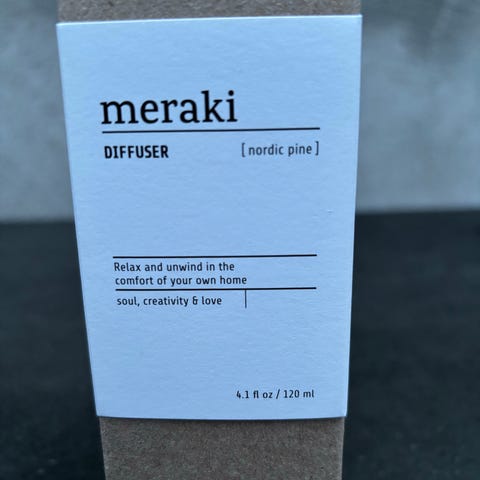 meraki
DIFFUSER [nordic pine]
Relax and unwind in the
comfort of your own home
soul, creativity & love
4.1 fl oz / 120 ml